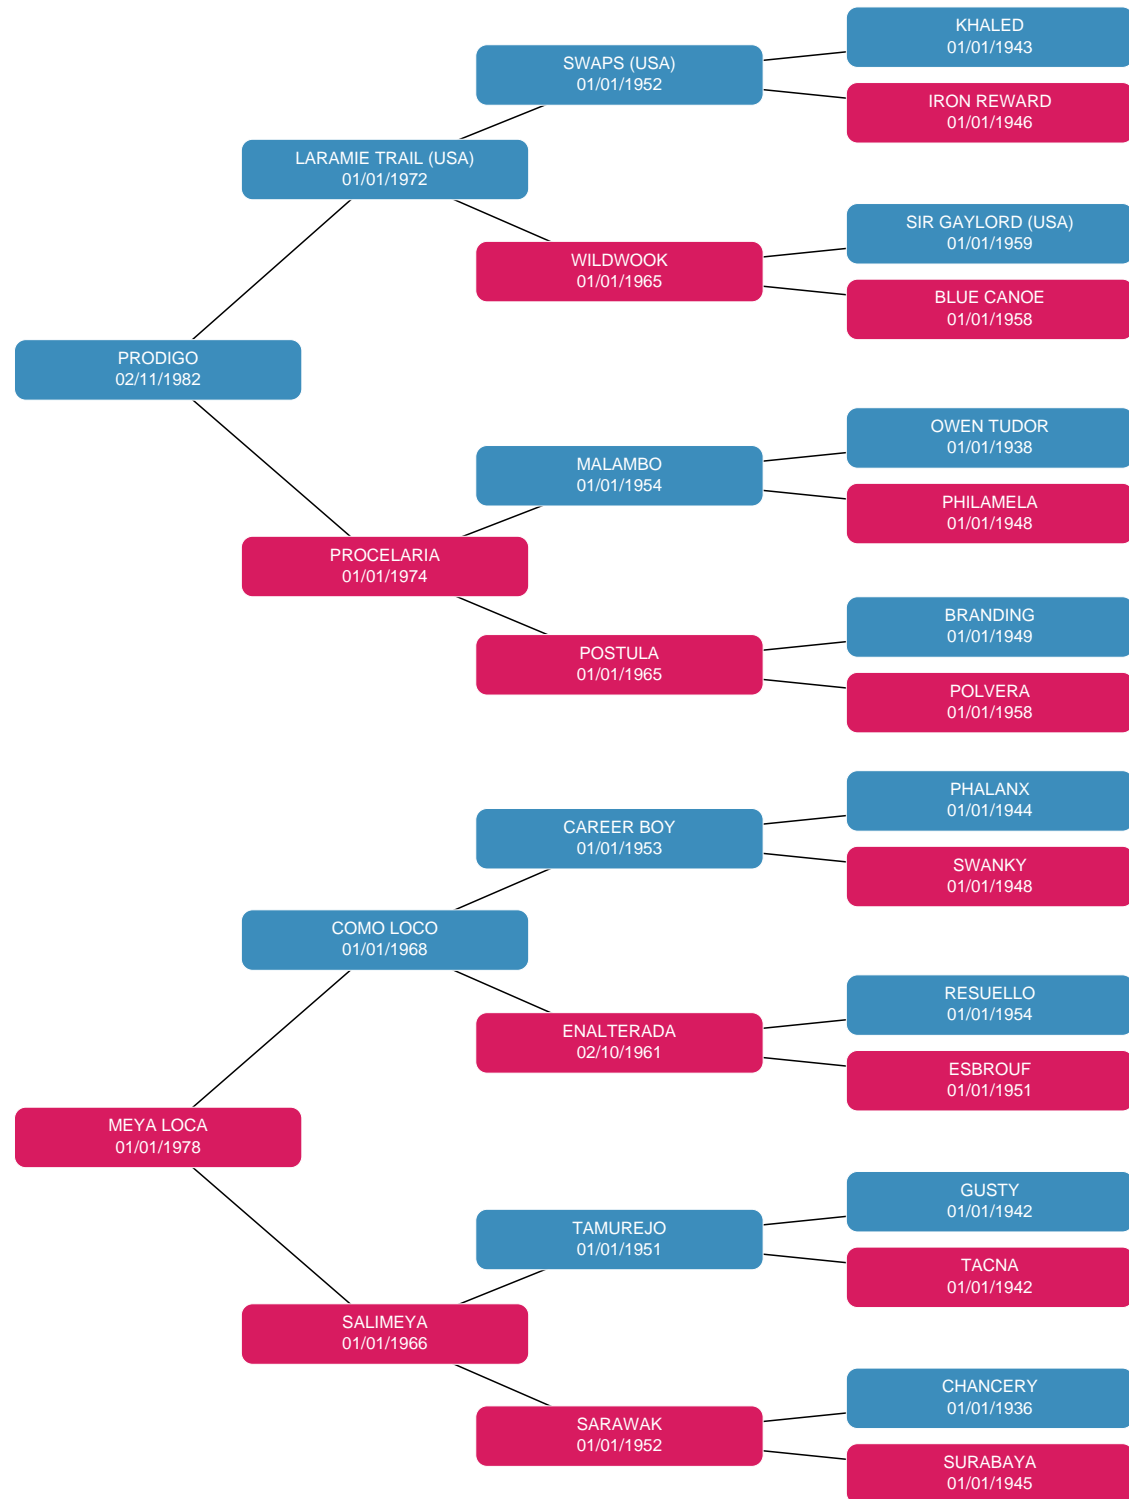 KHALED
01/01/1943
SWAPS (USA)
01/01/1952
IRON REWARD
01/01/1946
LARAMIE TRAIL (USA)
01/01/1972
SIR GAYLORD (USA)
01/01/1959
WILDWOOK
01/01/1965
BLUE CANOE
01/01/1958
PRODIGO
02/11/1982
OWEN TUDOR
01/01/1938
MALAMBO
01/01/1954
PHILAMELA
01/01/1948
PROCELARIA
01/01/1974
BRANDING
01/01/1949
POSTULA
01/01/1965
POLVERA
01/01/1958
PHALANX
01/01/1944
CAREER BOY
01/01/1953
SWANKY
01/01/1948
COMO LOCO
01/01/1968
RESUELLO
01/01/1954
ENALTERADA
02/10/1961
ESBROUF
01/01/1951
MEYA LOCA
01/01/1978
GUSTY
01/01/1942
TAMUREJO
01/01/1951
TACNA
01/01/1942
SALIMEYA
01/01/1966
CHANCERY
01/01/1936
SARAWAK
01/01/1952
SURABAYA
01/01/1945